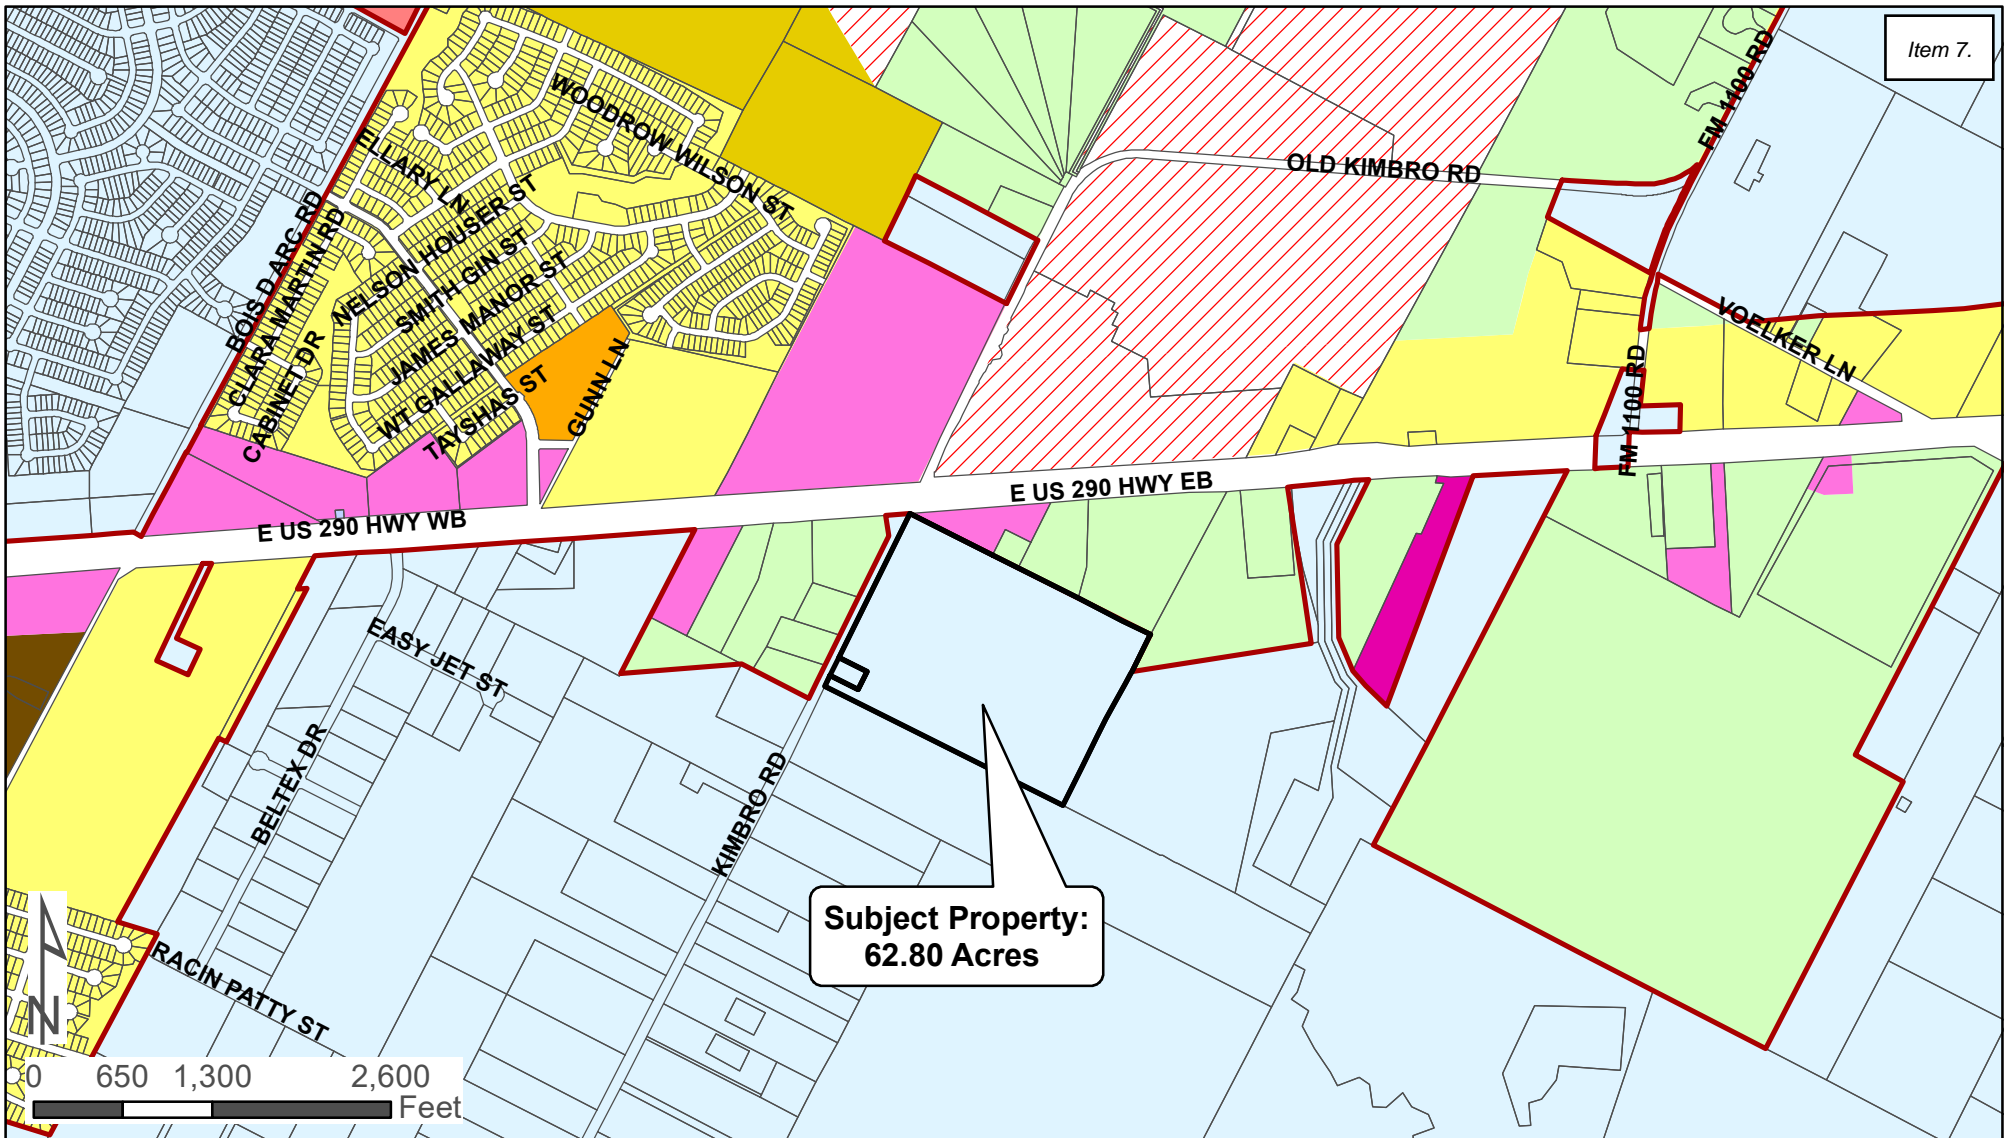 Item 7.
WOODROW WILSON ST
FM 1100 RD
ELLARY LN
OLD KIMBRO RD
BOIS D ARC RD
CLARA MARTIN RD
NELSON HOUSER ST
SMITH GIN ST
JAMES MANOR ST
WT GALLAWAY ST
TAYSHAS ST
CABINET DR
GUNN LN
VOELKER LN
FM 1100 RD
E US 290 HWY EB
E US 290 HWY WB
EASY JET ST
BELTEX DR
KIMBRO RD
Subject Property:
62.80 Acres
RACIN PATTY ST
N
0 650 1,300 2,600
Feet